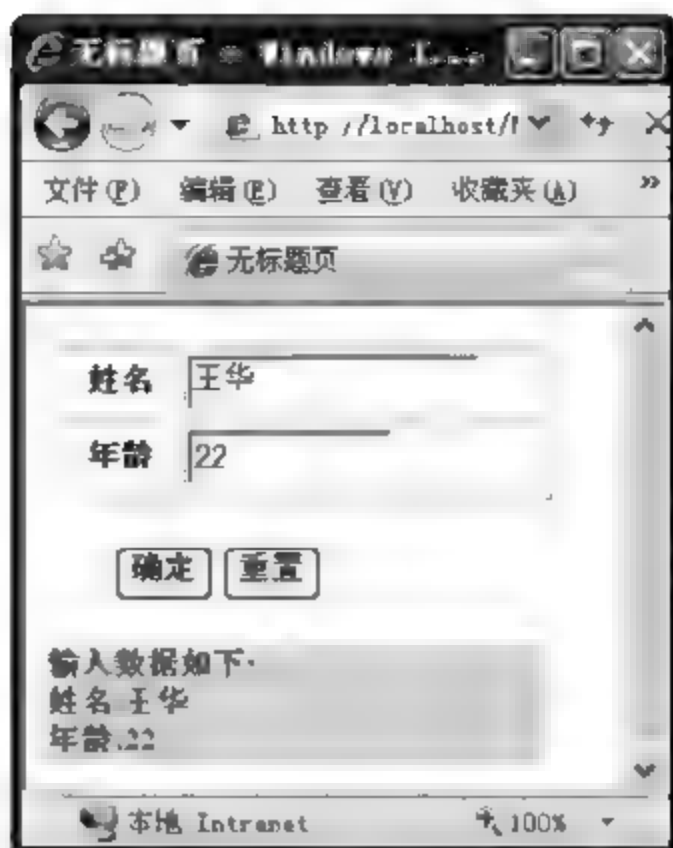 无标题页 - Windows I...
http://localhost/
文件(F) 编辑(E) 查看(V) 收藏夹(A) »
无标题页
姓名 王华
年龄 22
确定 重置
输入数据如下:
姓名:王华
年龄:22
本地 Intranet 100%